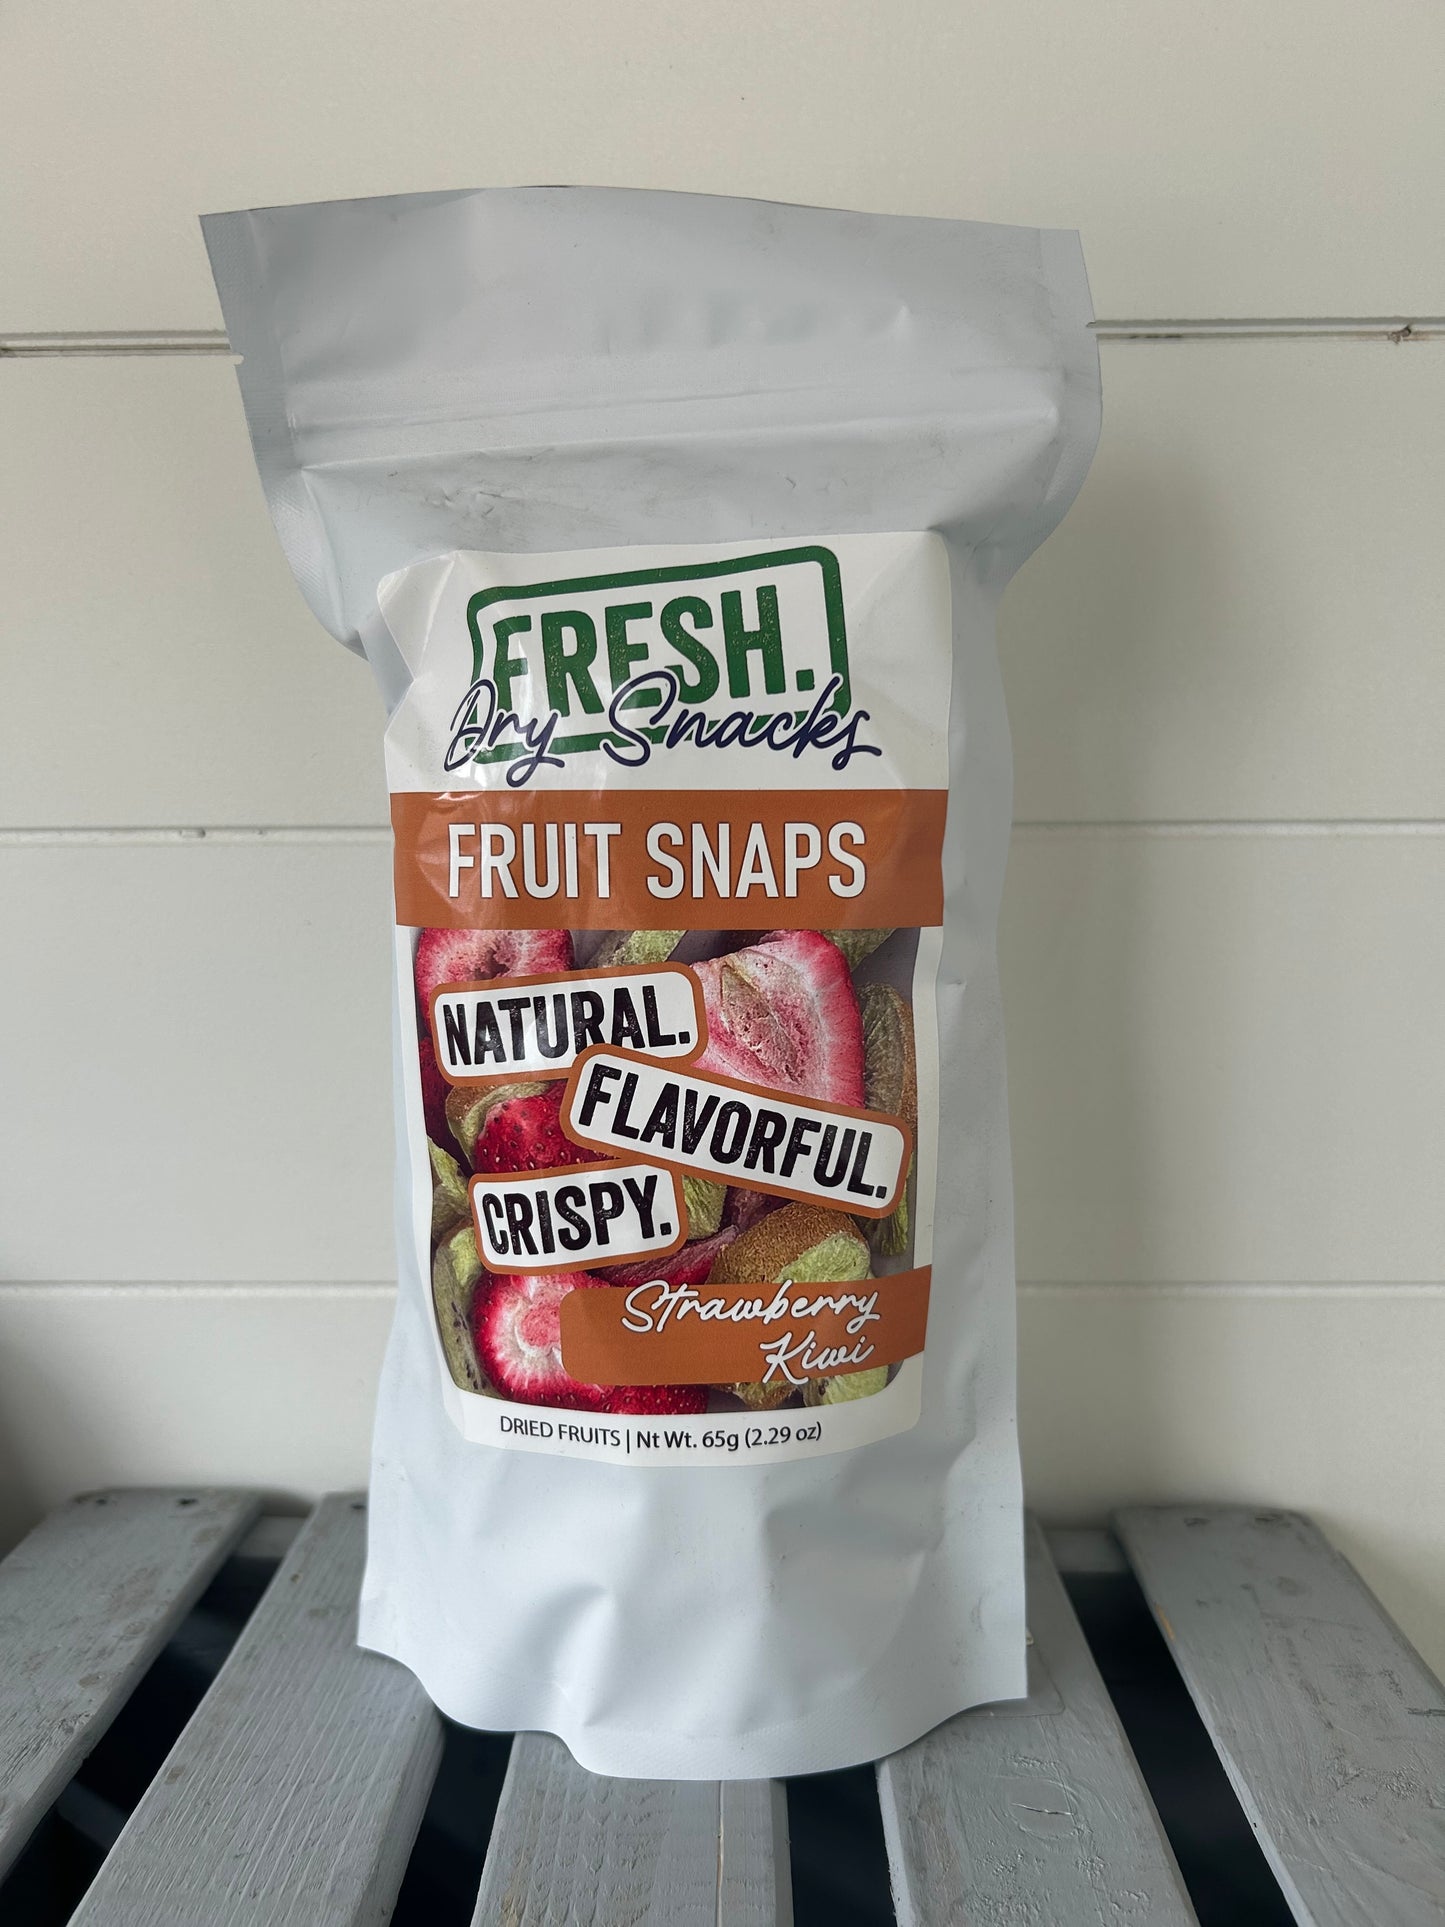 FRESH.
Dry Snacks
FRUIT SNAPS
NATURAL.
FLAVORFUL.
CRISPY.
Strawberry
Kiwi
DRIED FRUITS | Nt Wt. 65g (2.29 oz)